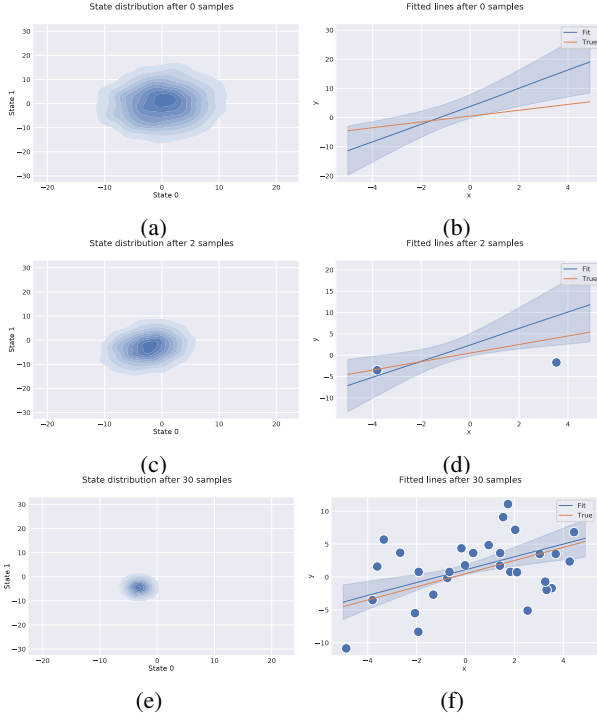 State distribution after 0 samples
Fitted lines after 0 samples
30
20
10
0
−10
−20
−30
State 1
−20 −10 0 10 20
State 0
20
15
10
5
0
−5
−10
−15
−20
y
−4 −2 0 2 4
x
Fit
True
(a)
(b)
State distribution after 2 samples
Fitted lines after 2 samples
30
20
10
0
−10
−20
−30
State 1
−20 −10 0 10 20
State 0
20
15
10
5
0
−5
−10
y
−4 −2 0 2 4
x
Fit
True
(c)
(d)
State distribution after 30 samples
Fitted lines after 30 samples
30
20
10
0
−10
−20
−30
State 1
−20 −10 0 10 20
State 0
10
5
0
−5
−10
y
−4 −2 0 2 4
x
Fit
True
(e)
(f)